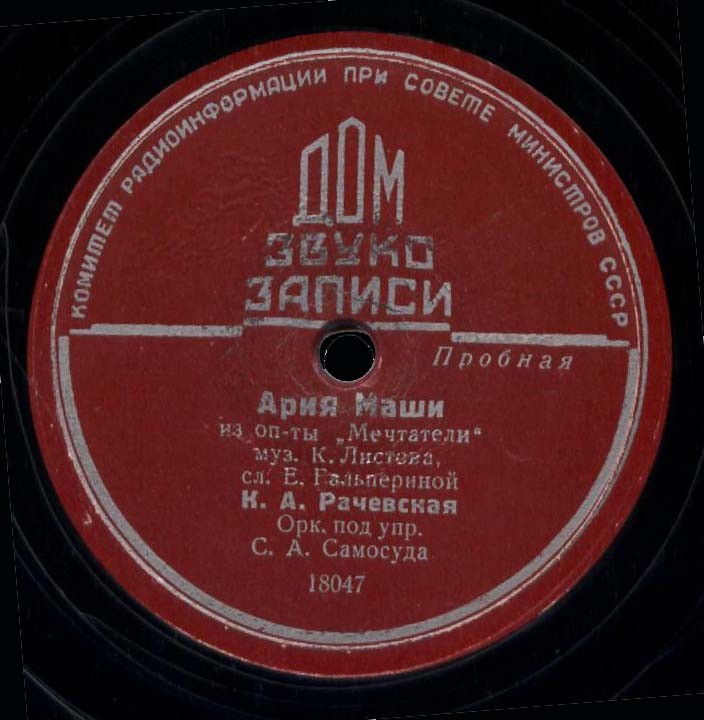 КОМИТЕТ РАДИОИНФОРМАЦИИ ПРИ СОВЕТЕ МИНИСТРОВ СССР
ДОМ
ЗВУКО
ЗАПИСИ
Пробная
Ария Маши
из оп-ты „Мечтатели"
муз. К. Листова,
сл. Е. Гальпериной
К. А. Рачевская
Орк. под упр.
С. А. Самосуда
18047